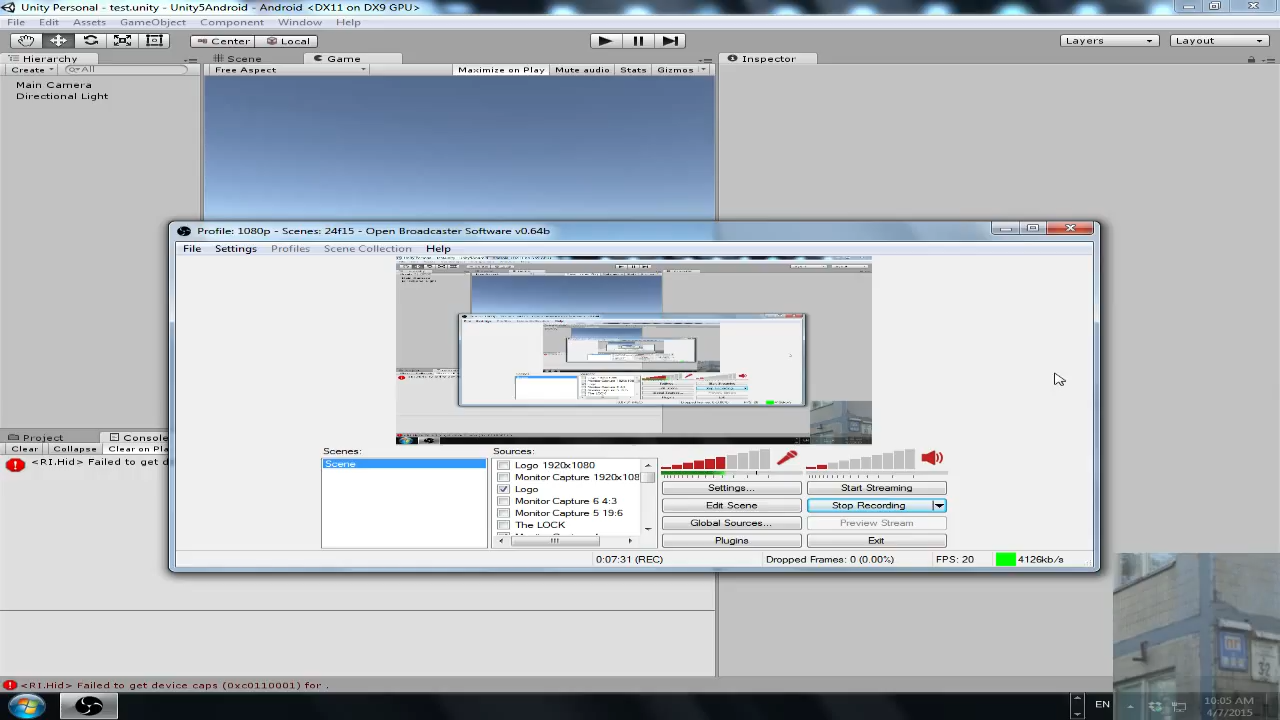 Unity Personal - test.unity - Unity5Android - Android <DX11 on DX9 GPU>
File Edit Assets GameObject Component Window Help
Center Local Layers Layout
Hierarchy Scene Game Inspector
Create All Free Aspect Maximize on Play Mute audio Stats Gizmos
Main Camera
Directional Light
Profile: 1080p - Scenes: 24f15 - Open Broadcaster Software v0.64b
File Settings Profiles Scene Collection Help
Project Console
Clear Collapse Clear on Pla
<RI.Hid> Failed to get d
Scenes: Sources:
Scene
Logo 1920x1080
Monitor Capture 1920x108
Logo
Monitor Capture 6 4:3
Monitor Capture 5 19:6
The LOCK
Settings... Start Streaming
Edit Scene Stop Recording
Global Sources... Preview Stream
Plugins Exit
0:07:31 (REC) Dropped Frames: 0 (0.00%) FPS: 20 4126kb/s
<RI.Hid> Failed to get device caps (0xc0110001) for .
32
EN
10:05 AM
4/7/2015